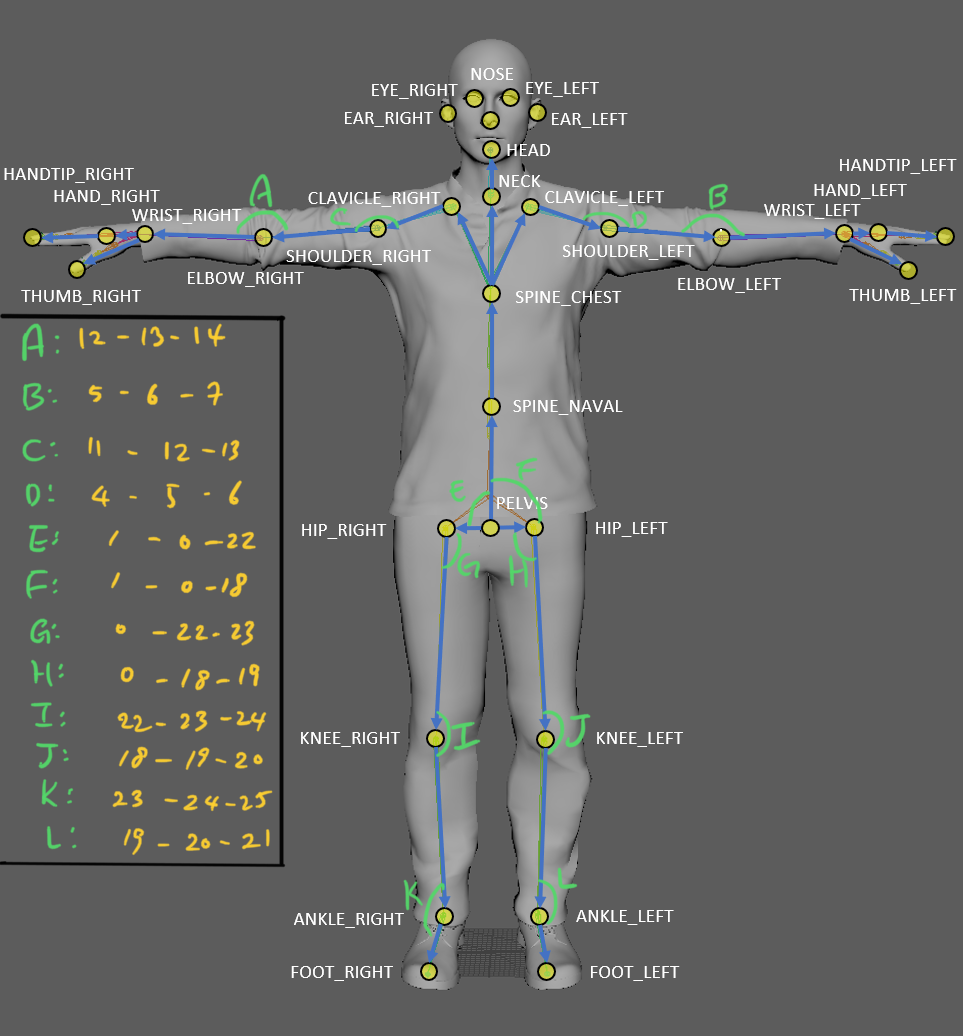 NOSE
EYE_RIGHT EYE_LEFT
EAR_RIGHT EAR_LEFT
HEAD
HANDTIP_RIGHT HANDTIP_LEFT
NECK
HAND_RIGHT A CLAVICLE_RIGHT CLAVICLE_LEFT B HAND_LEFT
WRIST_RIGHT C D WRIST_LEFT
SHOULDER_RIGHT SHOULDER_LEFT
ELBOW_RIGHT ELBOW_LEFT
THUMB_RIGHT SPINE_CHEST THUMB_LEFT
A: 12 - 13 - 14
B: 5 - 6 - 7
SPINE_NAVAL
C: 11 - 12 - 13
D: 4 - 5 - 6
E F
PELVIS
HIP_RIGHT HIP_LEFT
E: 1 - 0 - 22
G H
F: 1 - 0 - 18
G: 0 - 22 - 23
H: 0 - 18 - 19
I: 22 - 23 - 24
KNEE_RIGHT I J KNEE_LEFT
J: 18 - 19 - 20
K: 23 - 24 - 25
L: 19 - 20 - 21
K L
ANKLE_RIGHT ANKLE_LEFT
FOOT_RIGHT FOOT_LEFT